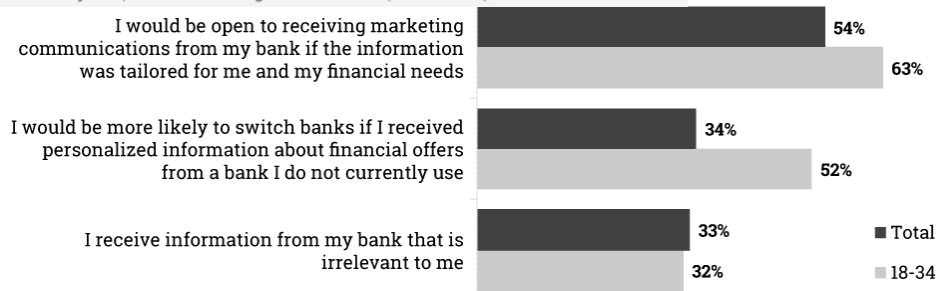 I would be open to receiving marketing
communications from my bank if the information
was tailored for me and my financial needs
54%
63%
I would be more likely to switch banks if I received
personalized information about financial offers
from a bank I do not currently use
34%
52%
I receive information from my bank that is
irrelevant to me
33%
32%
Total
18-34